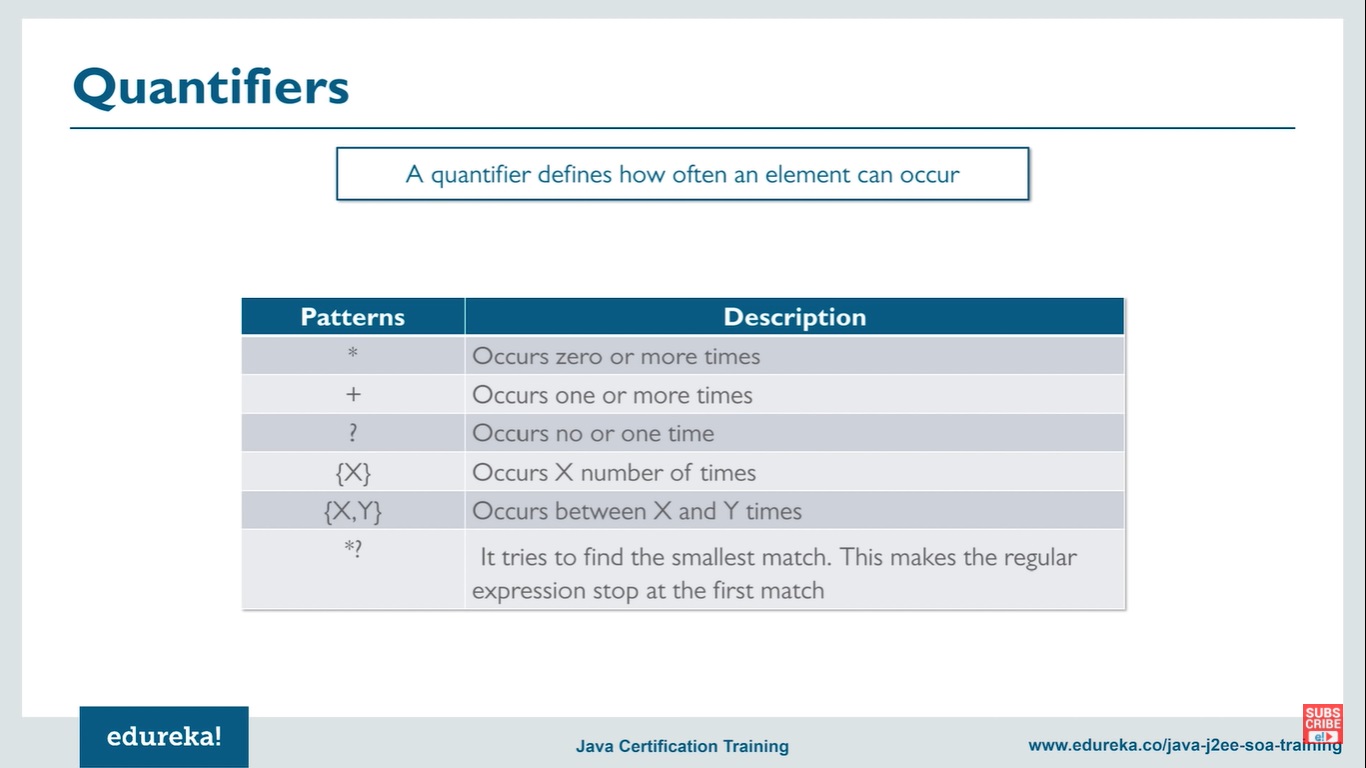 Quantifiers
A quantifier defines how often an element can occur
Patterns Description
* Occurs zero or more times
+ Occurs one or more times
? Occurs no or one time
{X} Occurs X number of times
{X,Y} Occurs between X and Y times
*? It tries to find the smallest match. This makes the regular
expression stop at the first match
edureka!
Java Certification Training
www.edureka.co/java-j2ee-soa-training
SUBS
CRIBE
e!